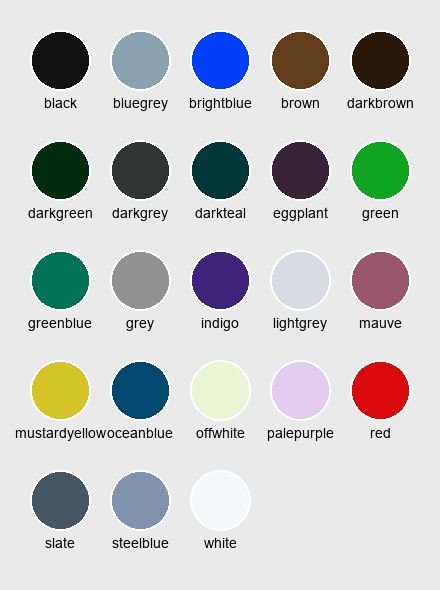 black bluegrey brightblue brown darkbrown
darkgreen darkgrey darkteal eggplant green
greenblue grey indigo lightgrey mauve
mustardyellow oceanblue offwhite palepurple red
slate steelblue white